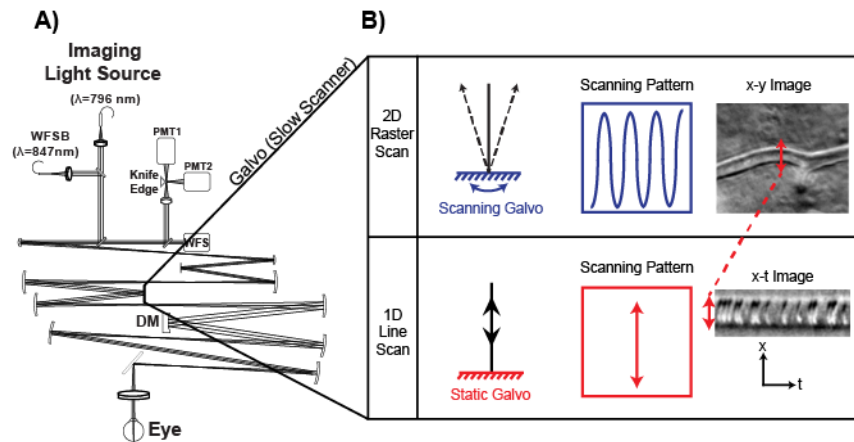 A)
Imaging
Light Source
(λ=796 nm)
WFSB
(λ=847nm)
PMT1
PMT2
Knife
Edge
WFS
DM
Eye
Galvo (Slow Scanner)
B)
2D
Raster
Scan
Scanning Galvo
Scanning Pattern
x-y Image
1D
Line
Scan
Static Galvo
Scanning Pattern
x-t Image
x
t